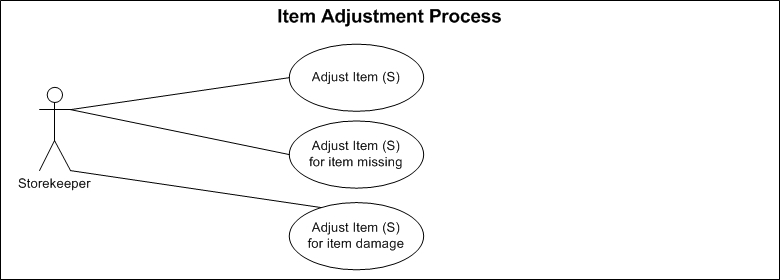 Item Adjustment Process
Adjust Item (S)
Adjust Item (S)
for item missing
Storekeeper
Adjust Item (S)
for item damage